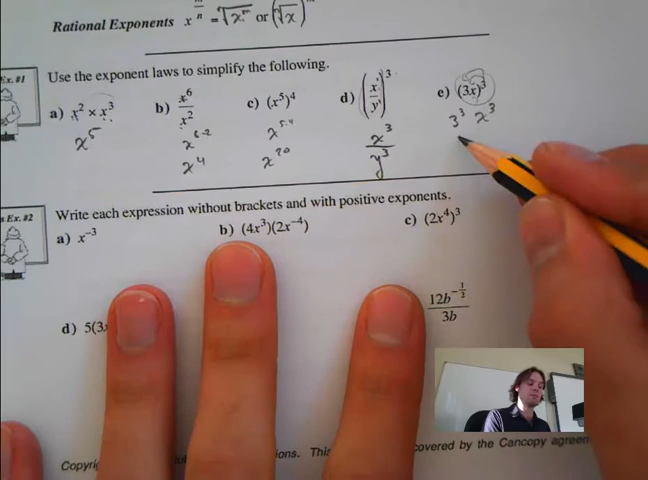 Rational Exponents x^(m/n) = ⁿ√x^m or (ⁿ√x)^m
Ex. #1
Use the exponent laws to simplify the following.
a) x² × x³ b) x⁶/x² c) (x⁵)⁴ d) (x/y)³ e) (3x)³
x⁵ x⁶⁻² x⁵·⁴ x³/y³ 3³ x³
x⁴ x²⁰
Ex. #2
Write each expression without brackets and with positive exponents.
a) x⁻³ b) (4x³)(2x⁻⁴) c) (2x⁴)³
d) 5(3 12b^(-1/2)/3b
Copyri ions. This covered by the Cancopy agreem